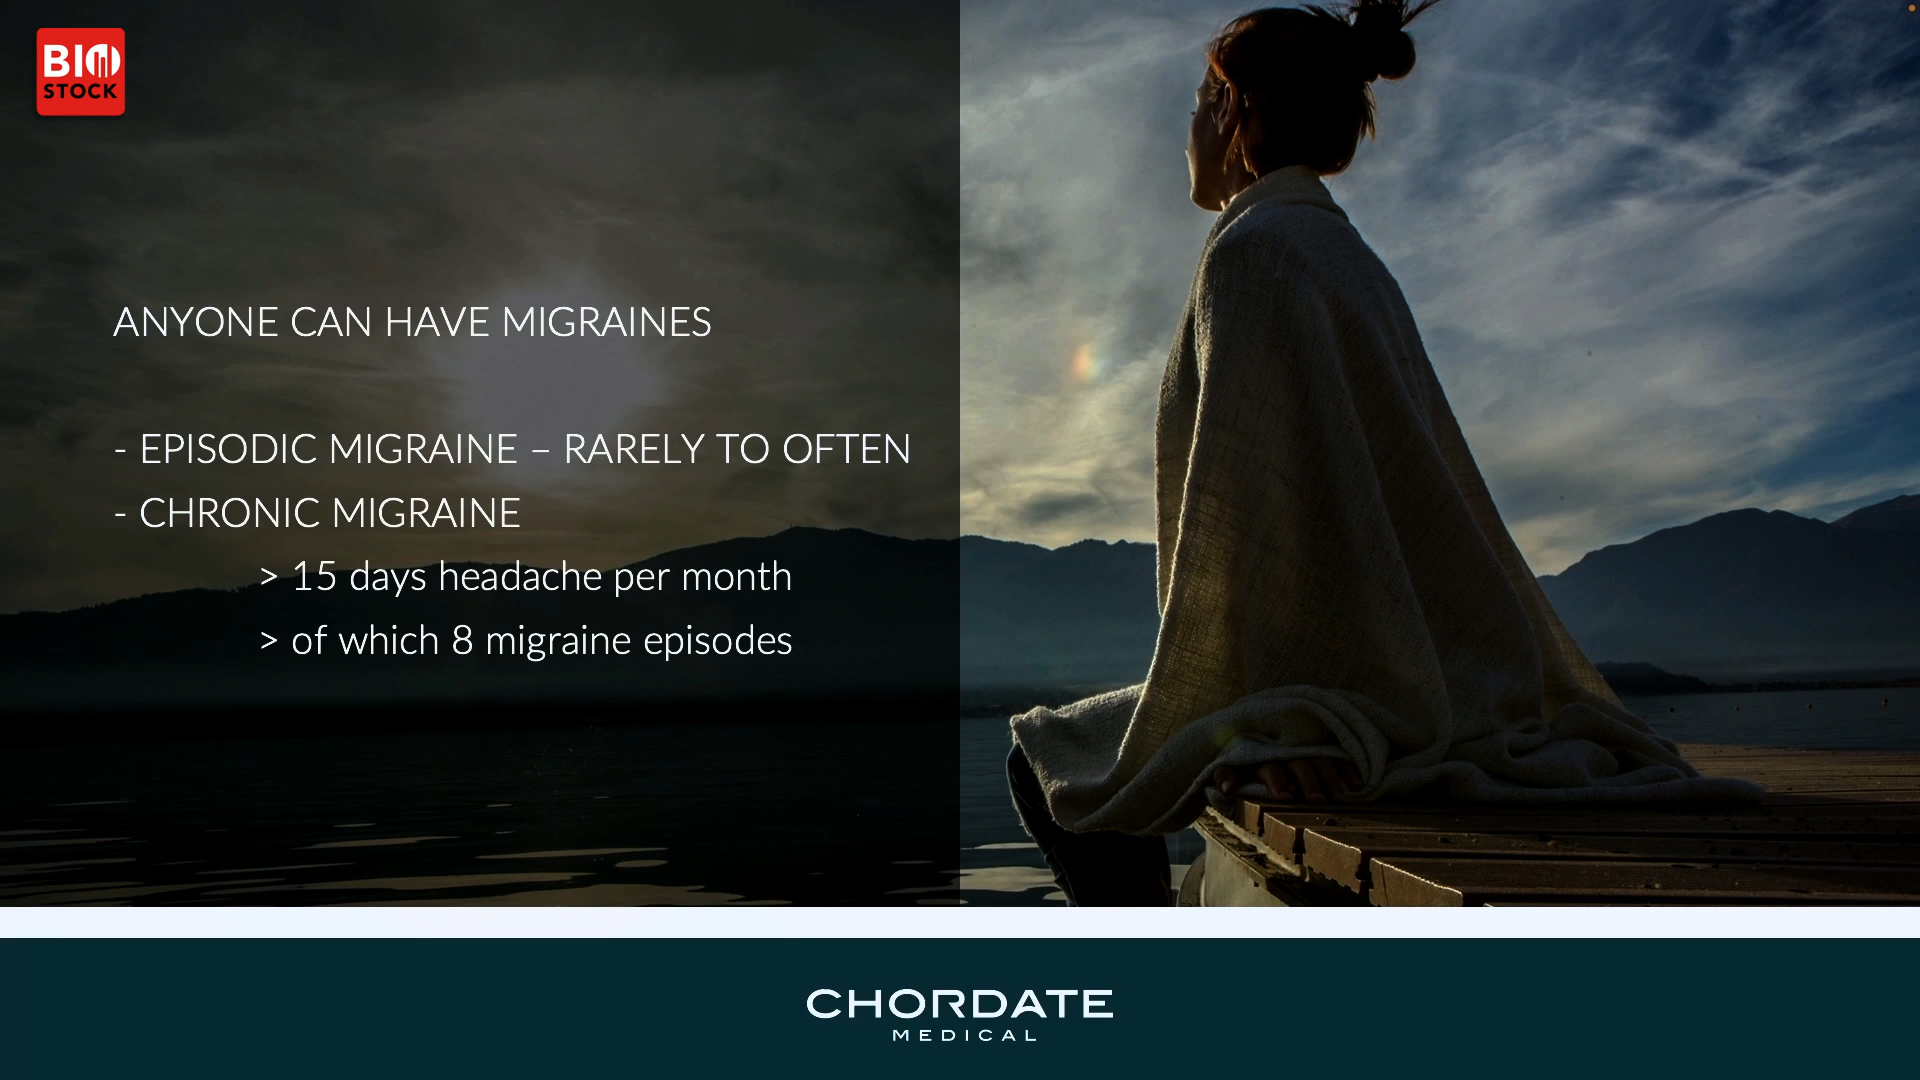 BIO
STOCK
ANYONE CAN HAVE MIGRAINES
- EPISODIC MIGRAINE – RARELY TO OFTEN
- CHRONIC MIGRAINE
> 15 days headache per month
> of which 8 migraine episodes
CHORDATE
MEDICAL